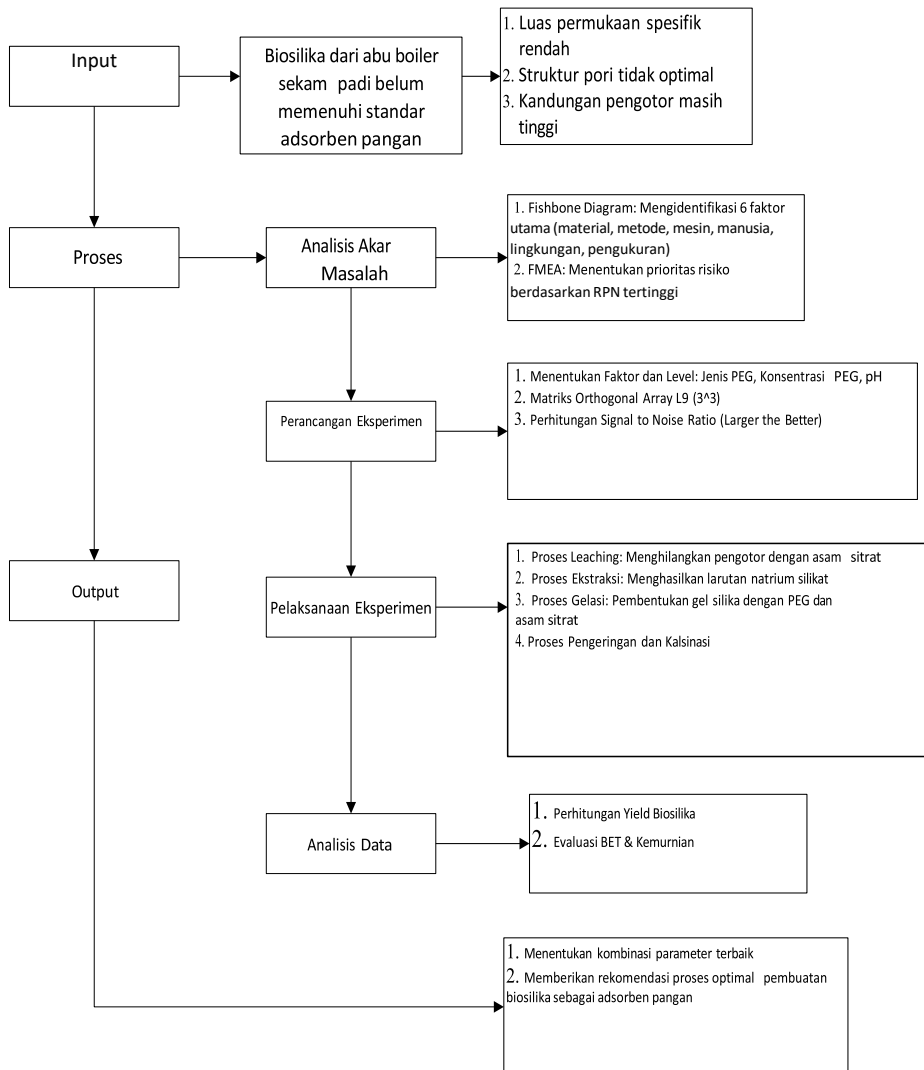 Input
Biosilika dari abu boiler
sekam padi belum
memenuhi standar
adsorben pangan
1. Luas permukaan spesifik
rendah
2. Struktur pori tidak optimal
3. Kandungan pengotor masih
tinggi
Proses
Analisis Akar
Masalah
1. Fishbone Diagram: Mengidentifikasi 6 faktor
utama (material, metode, mesin, manusia,
lingkungan, pengukuran)
2. FMEA: Menentukan prioritas risiko
berdasarkan RPN tertinggi
Perancangan Eksperimen
1. Menentukan Faktor dan Level: Jenis PEG, Konsentrasi PEG, pH
2. Matriks Orthogonal Array L9 (3^3)
3. Perhitungan Signal to Noise Ratio (Larger the Better)
Output
Pelaksanaan Eksperimen
1. Proses Leaching: Menghilangkan pengotor dengan asam sitrat
2. Proses Ekstraksi: Menghasilkan larutan natrium silikat
3. Proses Gelasi: Pembentukan gel silika dengan PEG dan
asam sitrat
4. Proses Pengeringan dan Kalsinasi
Analisis Data
1. Perhitungan Yield Biosilika
2. Evaluasi BET & Kemurnian
1. Menentukan kombinasi parameter terbaik
2. Memberikan rekomendasi proses optimal pembuatan
biosilika sebagai adsorben pangan